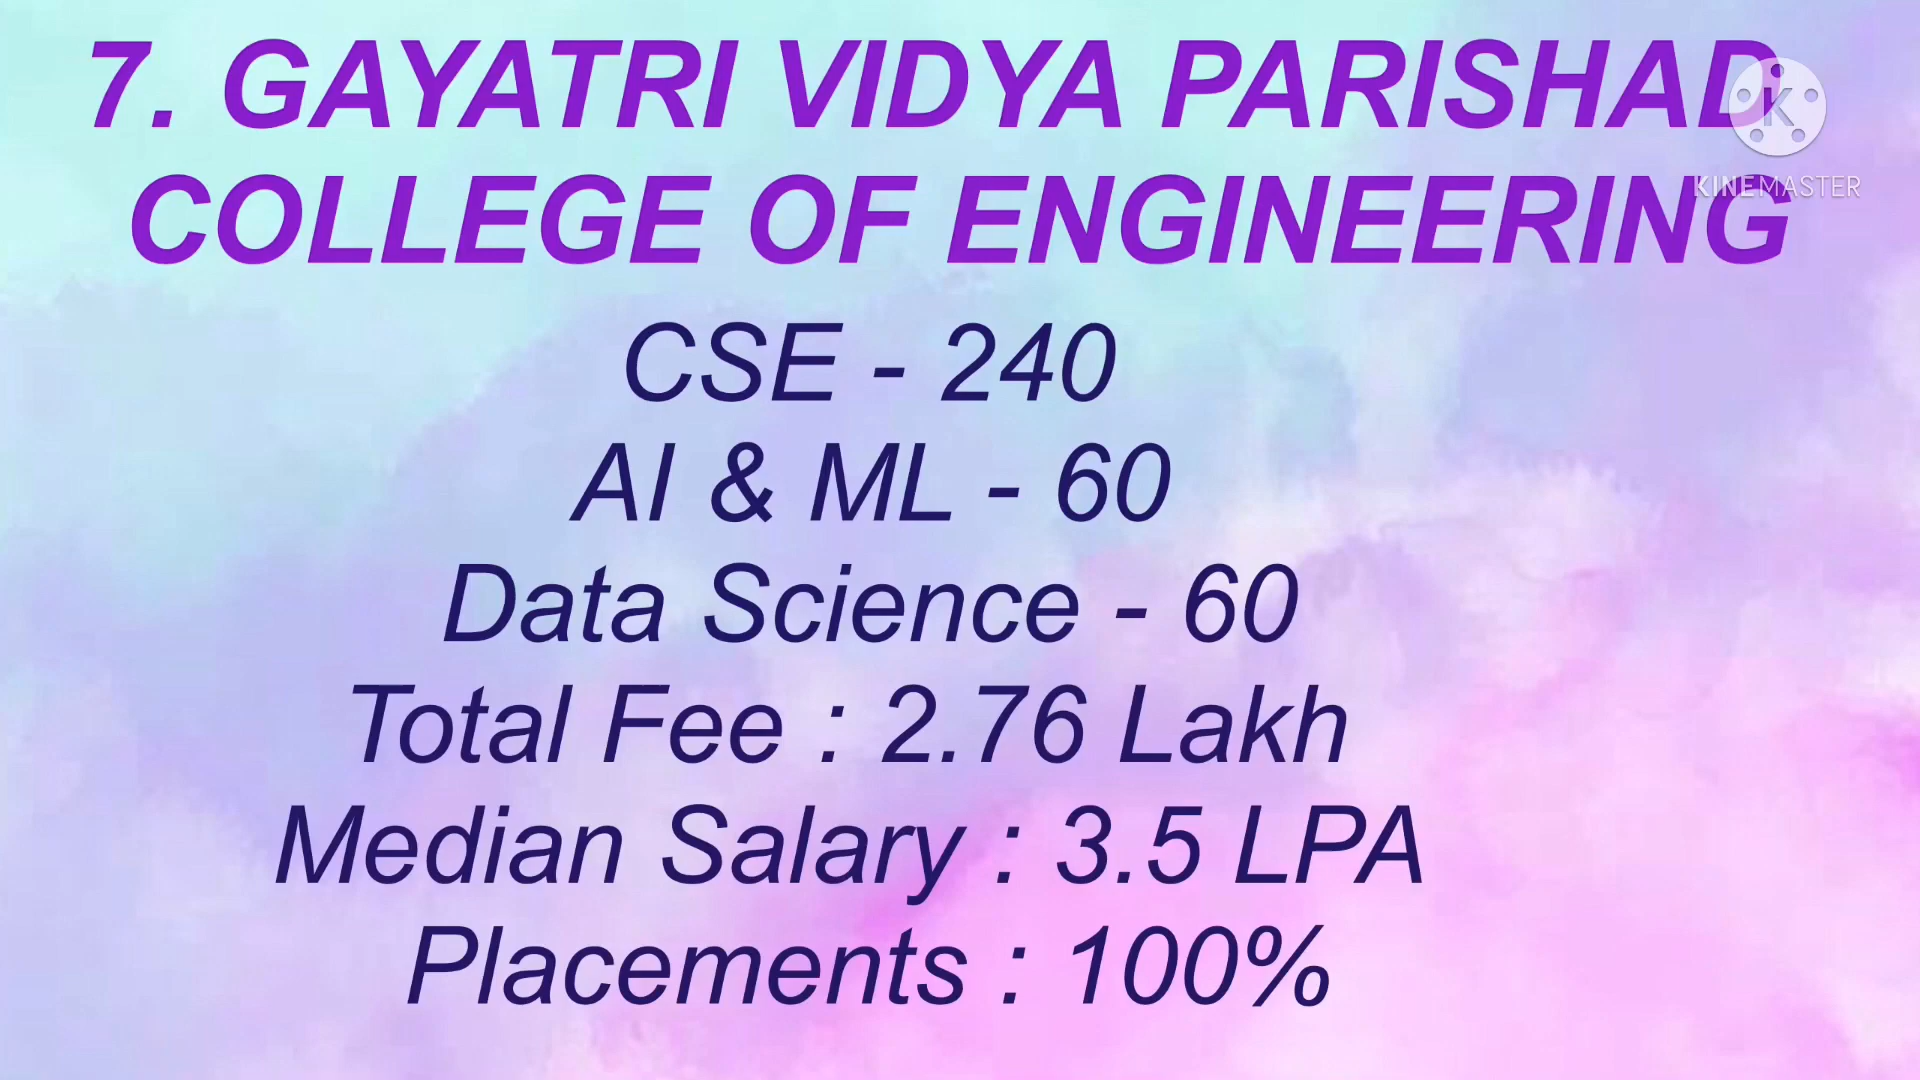 7. GAYATRI VIDYA PARISHAD
COLLEGE OF ENGINEERING
K
KINEMASTER
CSE - 240
AI & ML - 60
Data Science - 60
Total Fee : 2.76 Lakh
Median Salary : 3.5 LPA
Placements : 100%